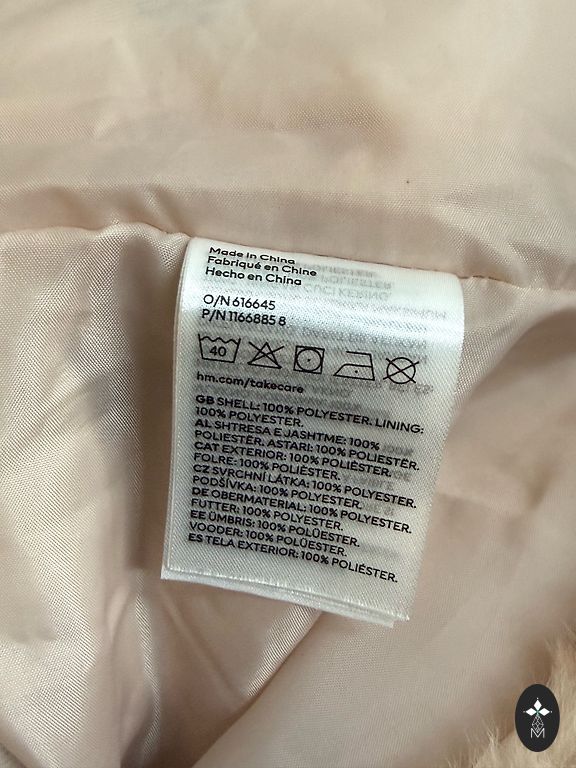 Made in China
Fabriqué en Chine
Hecho en China
O/N 616645
P/N 1166885 8
40
hm.com/takecare
GB SHELL: 100% POLYESTER. LINING:
100% POLYESTER.
AL SHTRESA E JASHTME: 100%
POLIESTËR. ASTARI: 100% POLIESTËR.
CAT EXTERIOR: 100% POLIÈSTER.
FOLRE: 100% POLIÈSTER.
CZ SVRCHNÍ LÁTKA: 100% POLYESTER.
PODŠÍVKA: 100% POLYESTER.
DE OBERMATERIAL: 100% POLYESTER.
FUTTER: 100% POLYESTER.
EE ÜMBRIS: 100% POLÜESTER.
VOODER: 100% POLÜESTER.
ES TELA EXTERIOR: 100% POLIÉSTER.
M